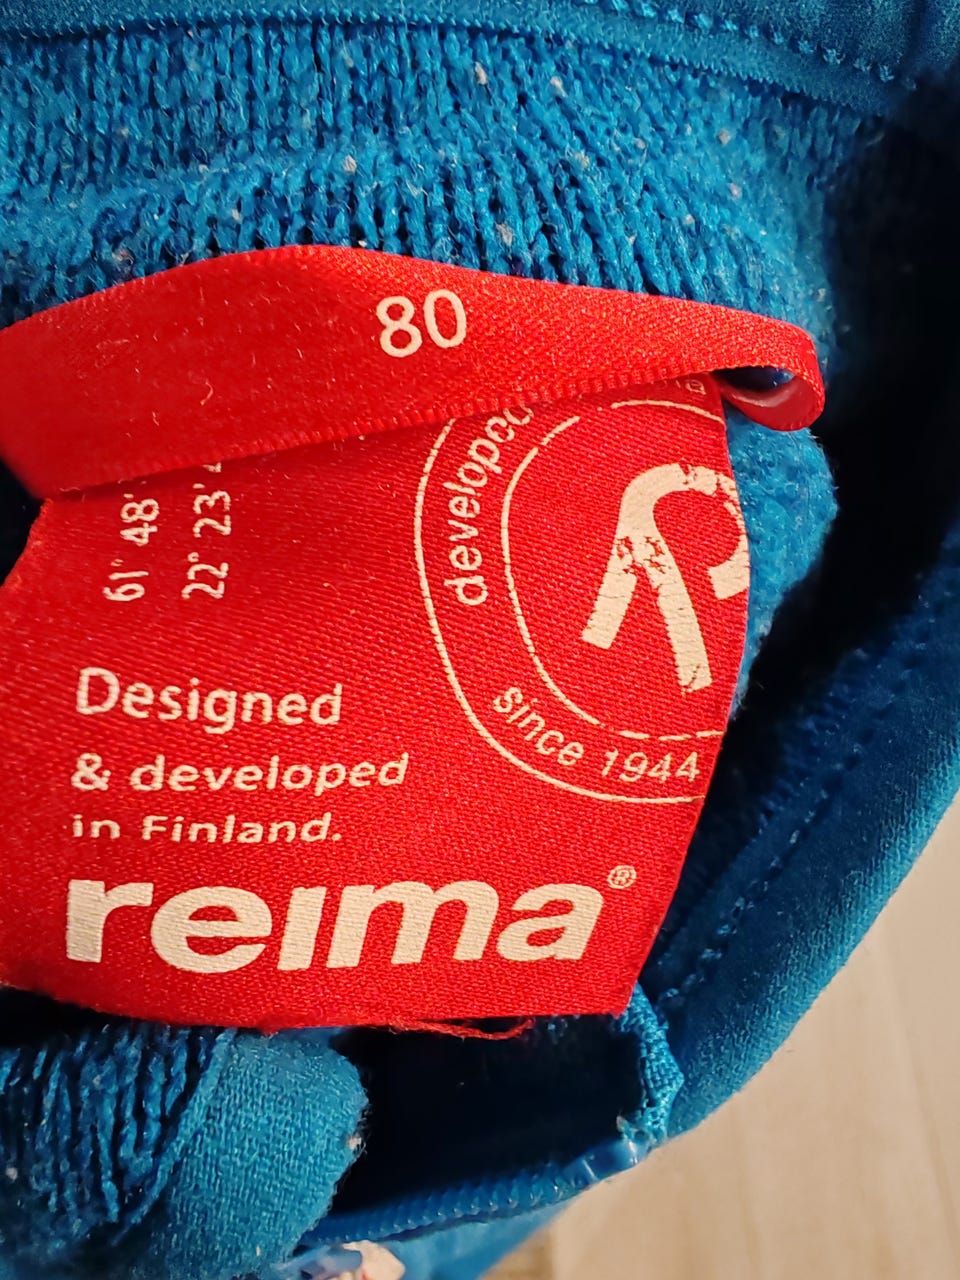 80
developed
since 1944
61° 48'
22° 23'
Designed
& developed
in Finland.
reima®